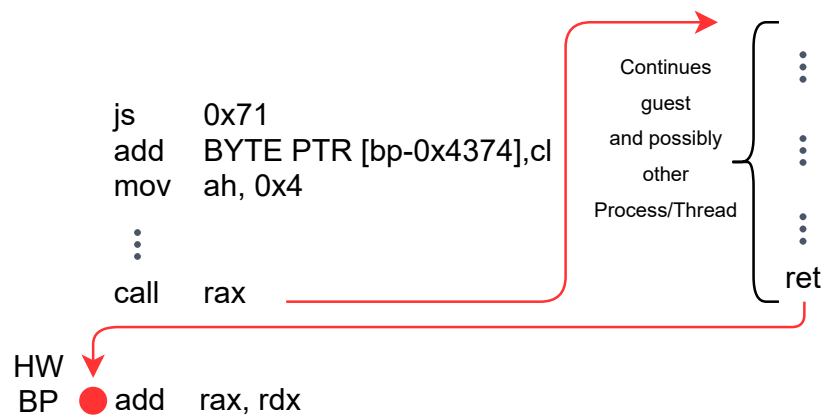 Continues
guest
and possibly
other
Process/Thread
js 0x71
add BYTE PTR [bp-0x4374],cl
mov ah, 0x4
call rax
ret
HW
BP
add rax, rdx